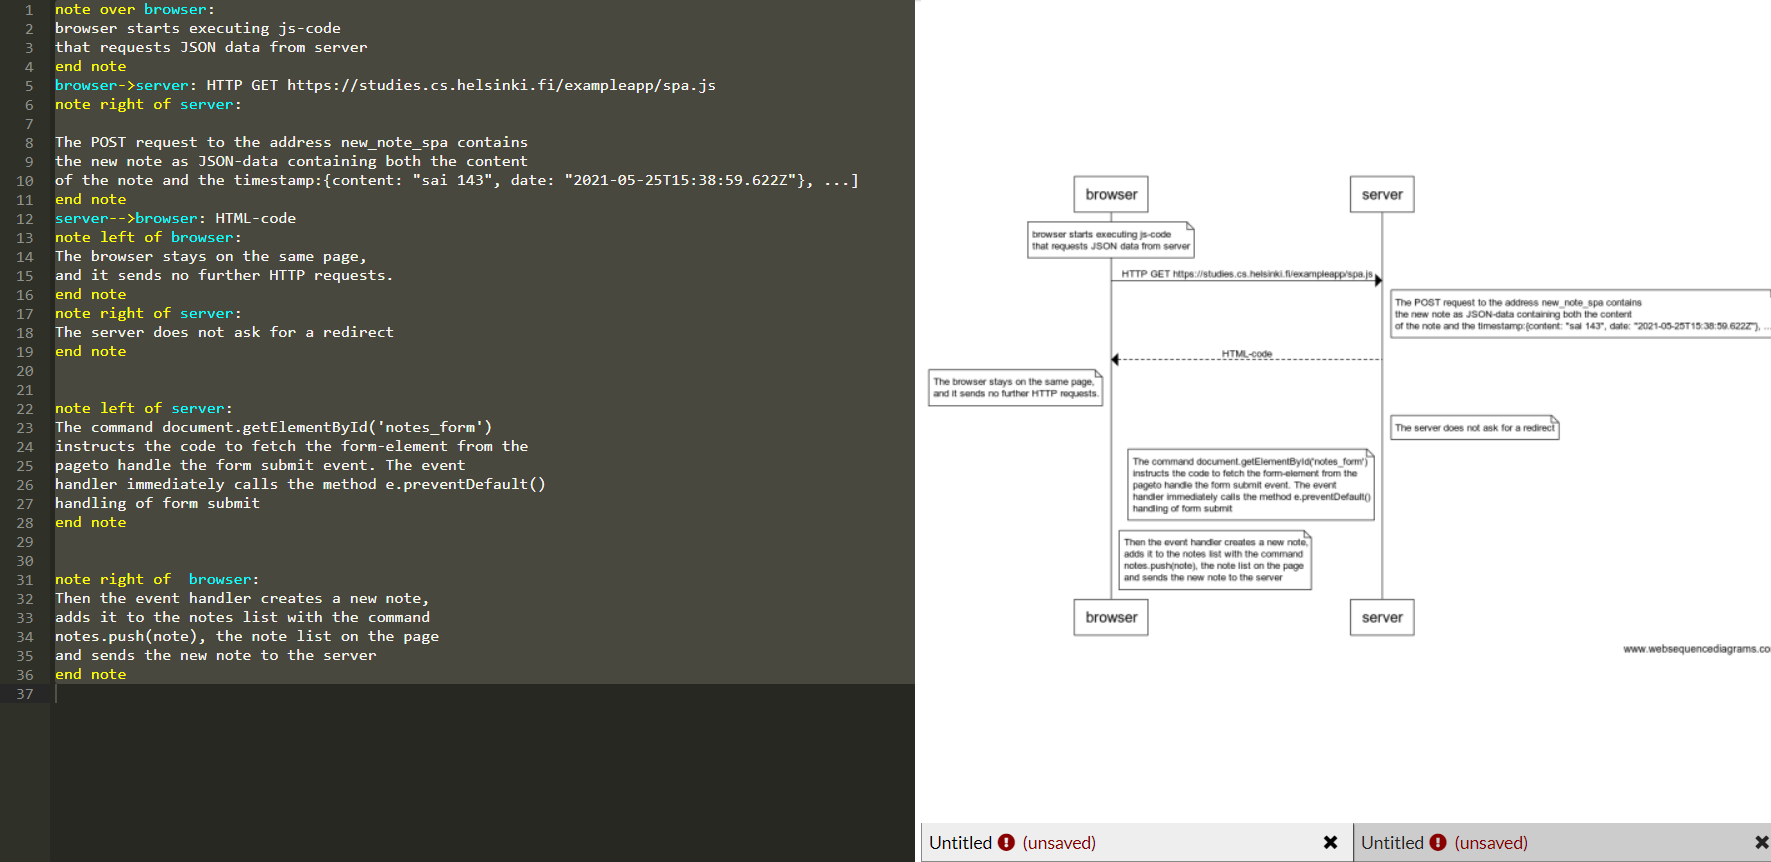 1 note over browser:
2 browser starts executing js-code
3 that requests JSON data from server
4 end note
5 browser->server: HTTP GET https://studies.cs.helsinki.fi/exampleapp/spa.js
6 note right of server:
7
8 The POST request to the address new_note_spa contains
9 the new note as JSON-data containing both the content
10 of the note and the timestamp:{content: "sai 143", date: "2021-05-25T15:38:59.622Z"}, ...]
11 end note
12 server-->browser: HTML-code
13 note left of browser:
14 The browser stays on the same page,
15 and it sends no further HTTP requests.
16 end note
17 note right of server:
18 The server does not ask for a redirect
19 end note
20
21
22 note left of server:
23 The command document.getElementById('notes_form')
24 instructs the code to fetch the form-element from the
25 pageto handle the form submit event. The event
26 handler immediately calls the method e.preventDefault()
27 handling of form submit
28 end note
29
30
31 note right of  browser:
32 Then the event handler creates a new note,
33 adds it to the notes list with the command
34 notes.push(note), the note list on the page
35 and sends the new note to the server
36 end note
37
browser
server
browser starts executing js-code
that requests JSON data from server
HTTP GET https://studies.cs.helsinki.fi/exampleapp/spa.js
The POST request to the address new_note_spa contains
the new note as JSON-data containing both the content
of the note and the timestamp:{content: "sai 143", date: "2021-05-25T15:38:59.622Z"}, ...
HTML-code
The browser stays on the same page,
and it sends no further HTTP requests.
The server does not ask for a redirect
The command document.getElementById('notes_form')
instructs the code to fetch the form-element from the
pageto handle the form submit event. The event
handler immediately calls the method e.preventDefault()
handling of form submit
Then the event handler creates a new note,
adds it to the notes list with the command
notes.push(note), the note list on the page
and sends the new note to the server
browser
server
www.websequencediagrams.co
Untitled (unsaved)
Untitled (unsaved)